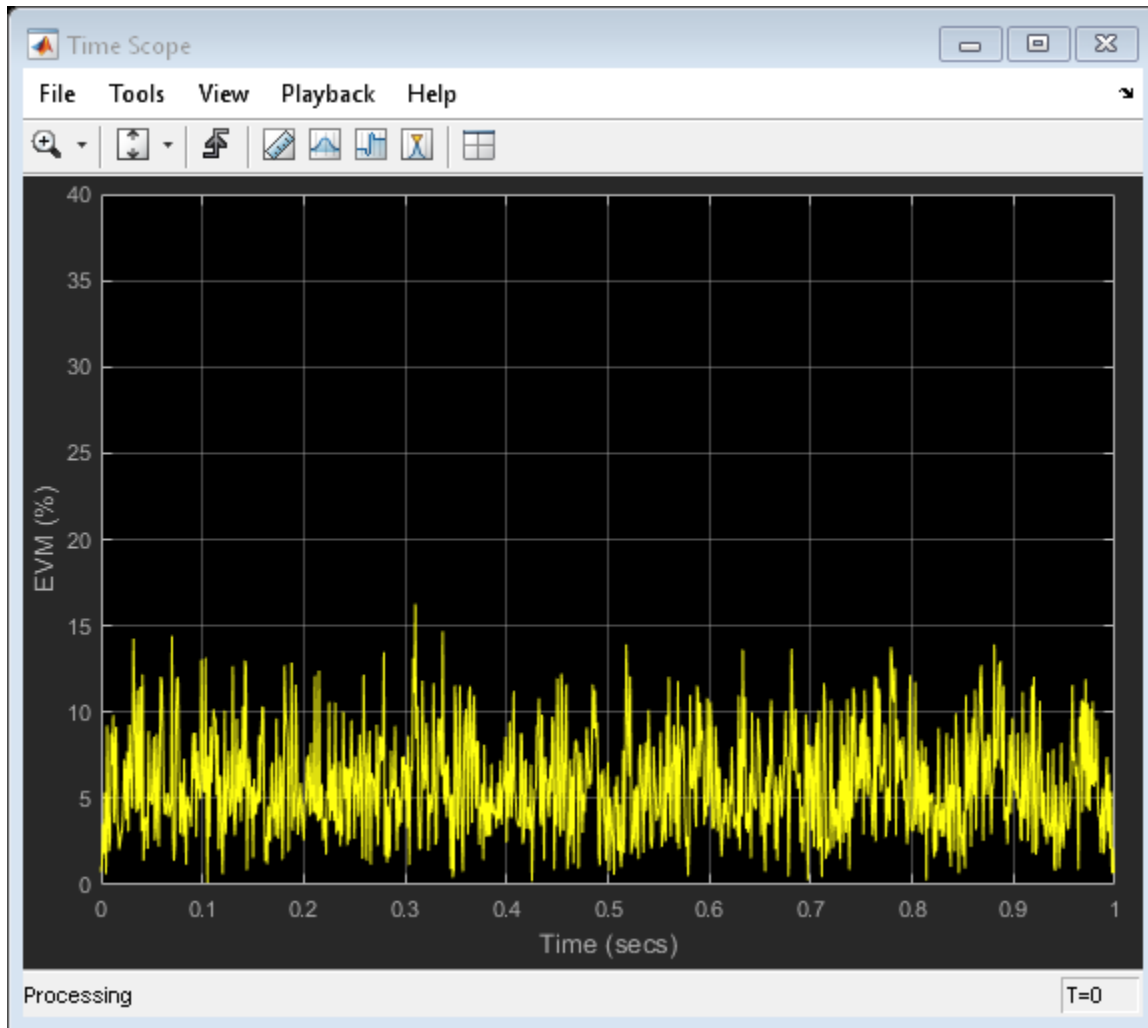 Time Scope
File Tools View Playback Help
40
35
30
25
20
15
10
5
0
EVM (%)
0 0.1 0.2 0.3 0.4 0.5 0.6 0.7 0.8 0.9 1
Time (secs)
Processing T=0